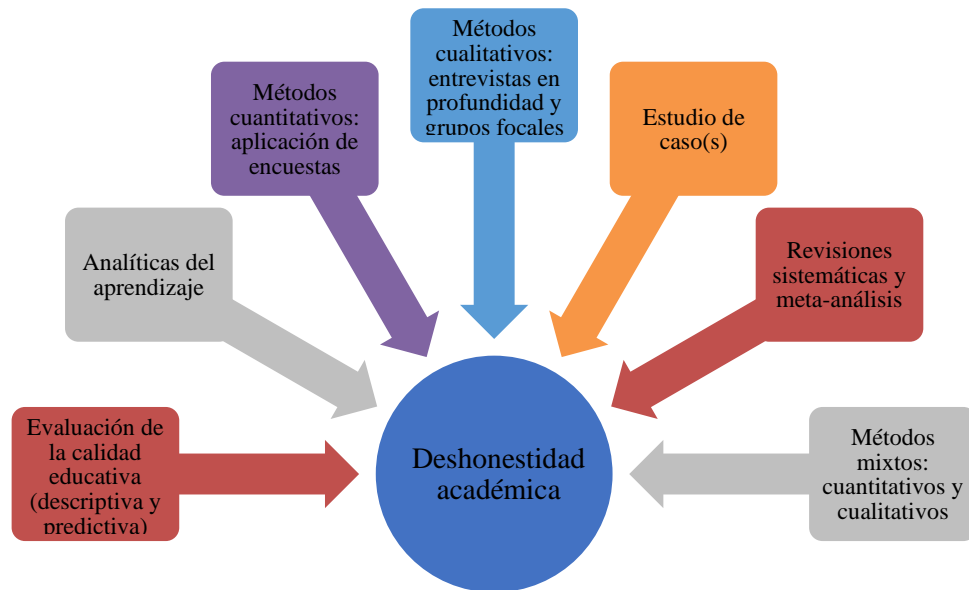 Métodos
cualitativos:
entrevistas en
profundidad y
grupos focales
Métodos
cuantitativos:
aplicación de
encuestas
Estudio de
caso(s)
Analíticas del
aprendizaje
Revisiones
sistemáticas y
meta-análisis
Evaluación de
la calidad
educativa
(descriptiva y
predictiva)
Deshonestidad
académica
Métodos
mixtos:
cuantitativos y
cualitativos